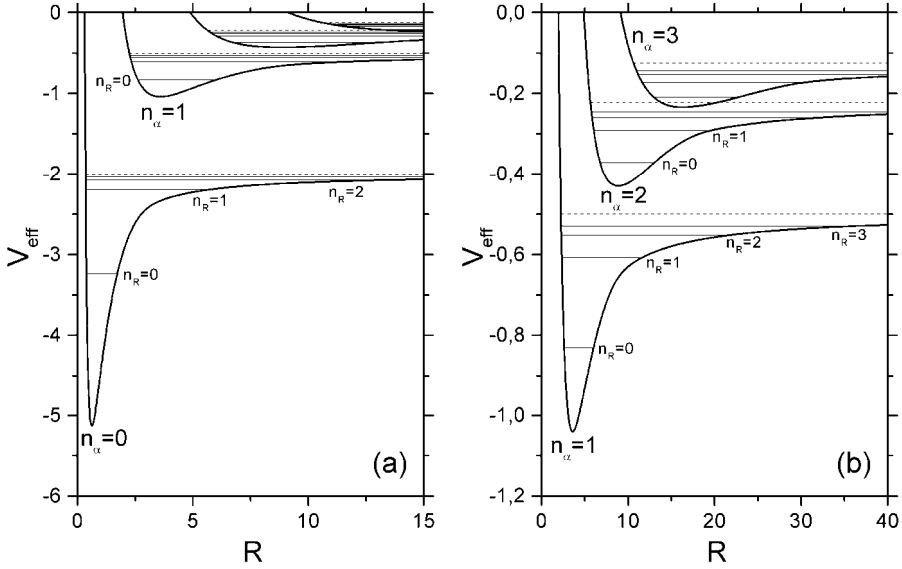 0
-1
-2
-3
-4
-5
-6
V_eff
0
5
10
15
R
n_R=0
n_α=1
n_R=1
n_R=2
n_R=0
n_α=0
(a)
0,0
-0,2
-0,4
-0,6
-0,8
-1,0
-1,2
V_eff
0
10
20
30
40
R
n_α=3
n_R=1
n_R=0
n_α=2
n_R=3
n_R=2
n_R=1
n_R=0
n_α=1
(b)